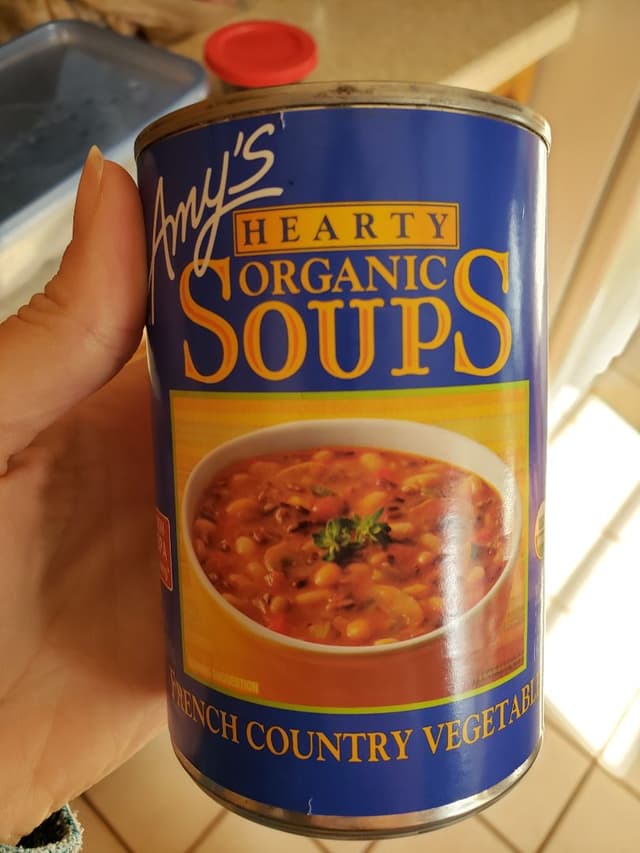 Amy's
HEARTY
ORGANIC
SOUPS
FRENCH COUNTRY VEGETABL